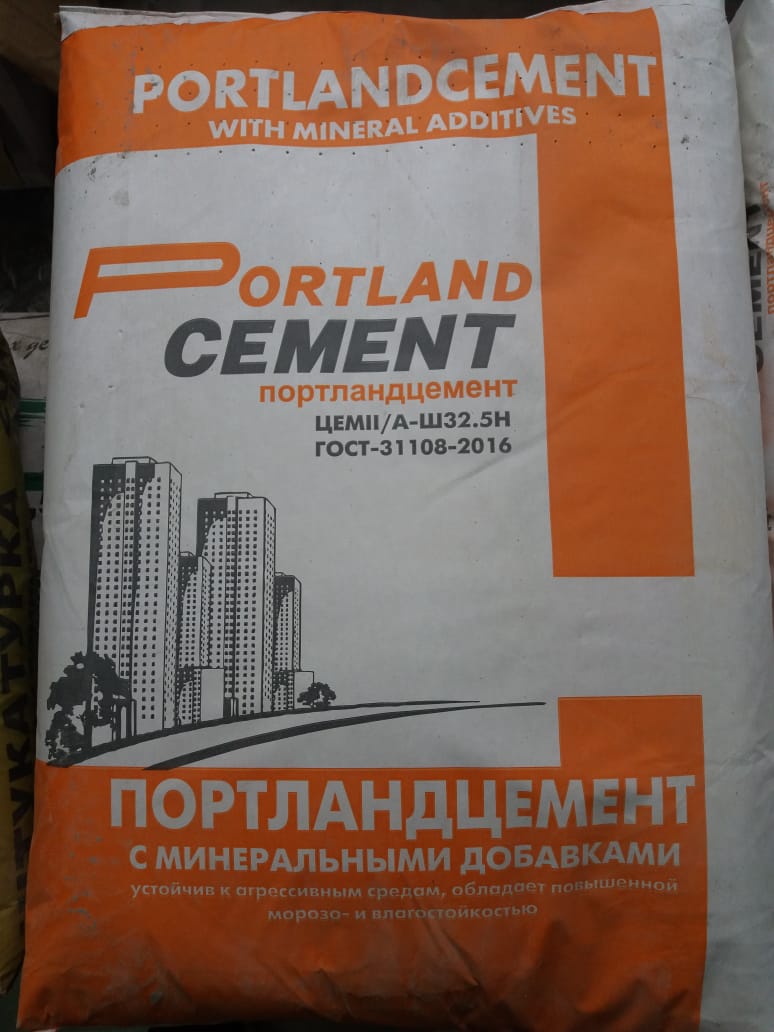 PORTLANDCEMENT
WITH MINERAL ADDITIVES
PORTLAND
CEMENT
портландцемент
ЦЕМII/А-Ш32.5Н
ГОСТ-31108-2016
ПОРТЛАНДЦЕМЕНТ
С МИНЕРАЛЬНЫМИ ДОБАВКАМИ
устойчив к агрессивным средам, обладает повышенной
морозо- и влагостойкостью